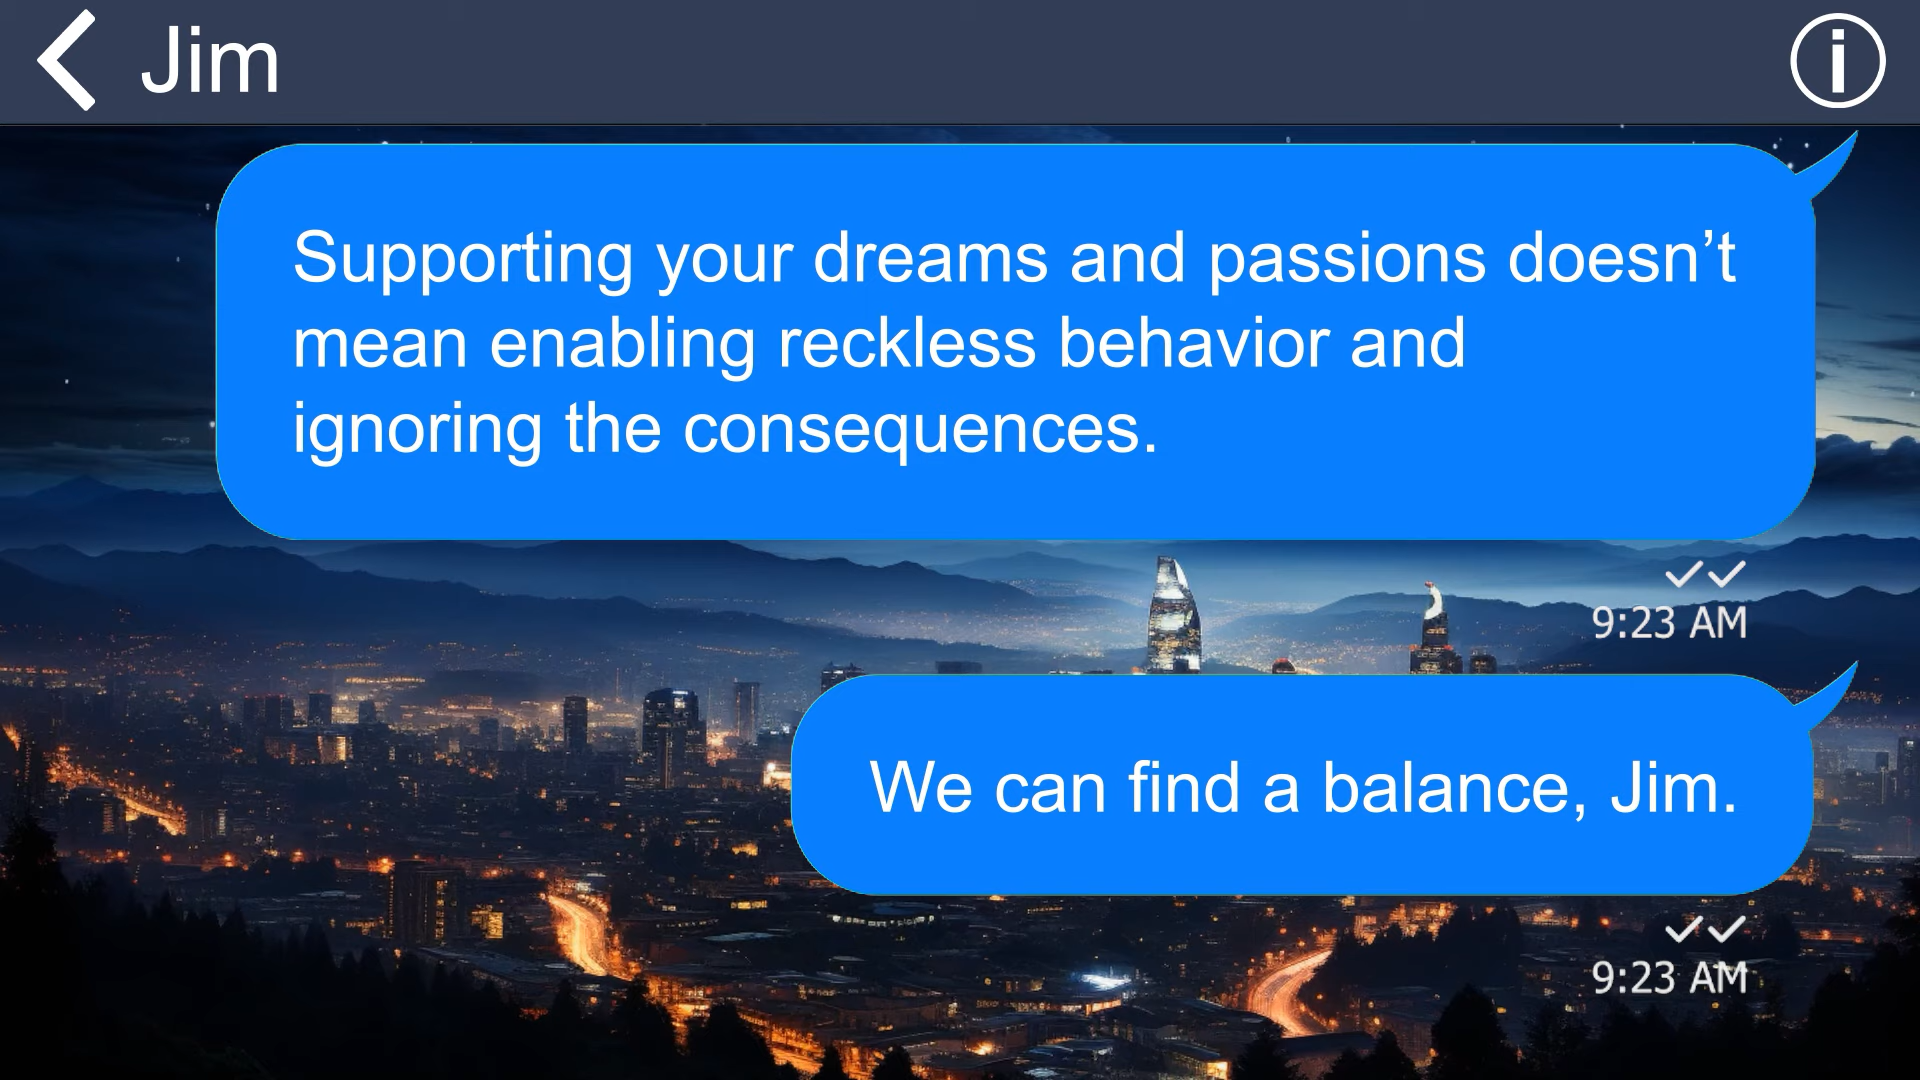 Jim
Supporting your dreams and passions doesn’t
mean enabling reckless behavior and
ignoring the consequences.
9:23 AM
We can find a balance, Jim.
9:23 AM